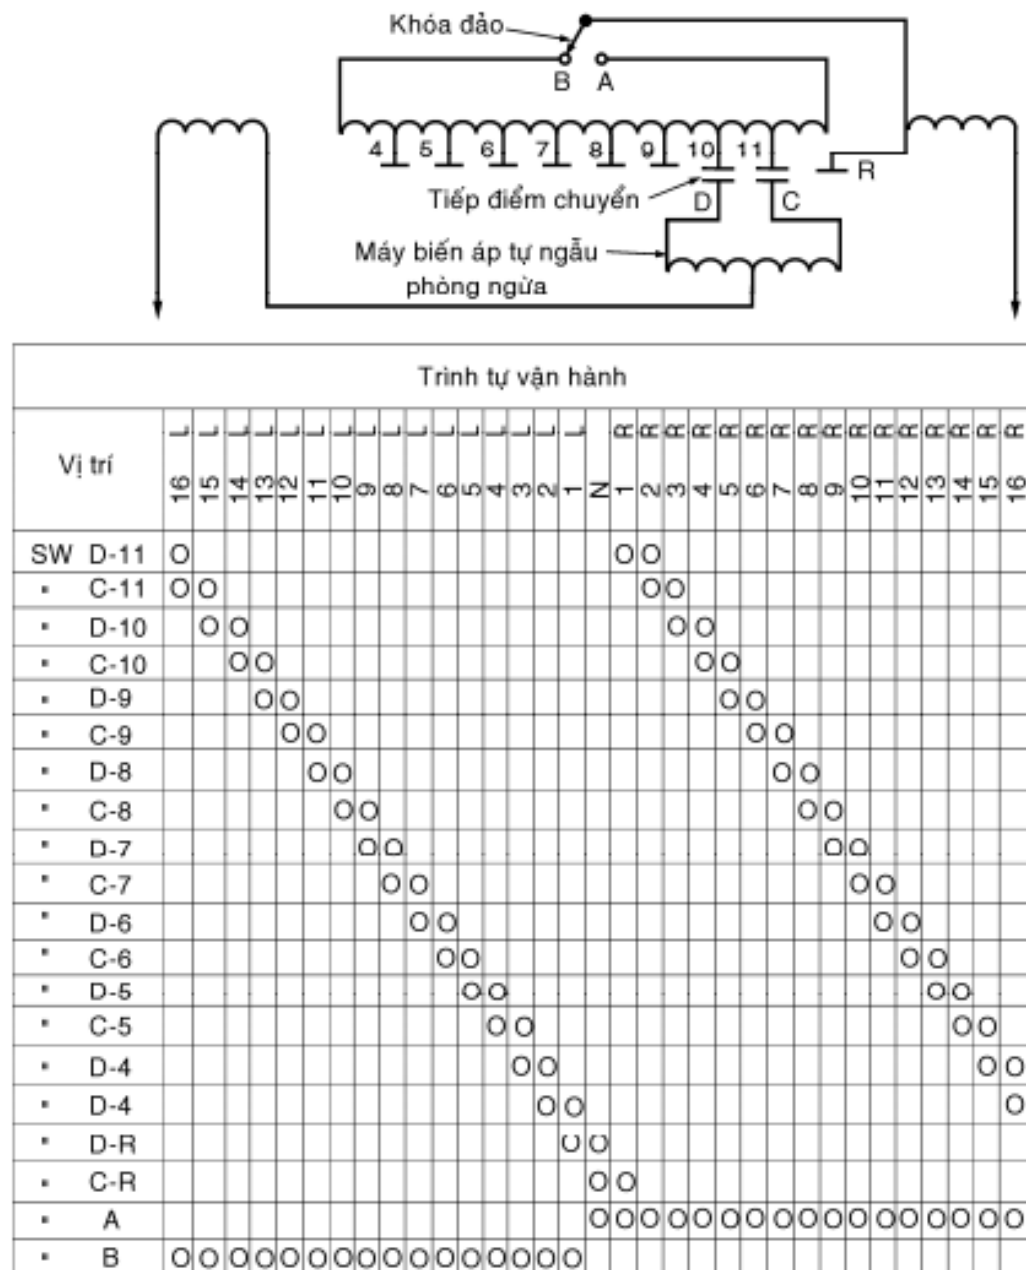 Khóa đảo
B A
4 5 6 7 8 9 10 11
R
Tiếp điểm chuyển D C
Máy biến áp tự ngẫu
phòng ngừa
Trình tự vận hành
Vị trí 16 L 15 L 14 L 13 L 12 L 11 L 10 L 9 L 8 L 7 L 6 L 5 L 4 L 3 L 2 L 1 L N 1 R 2 R 3 R 4 R 5 R 6 R 7 R 8 R 9 R 10 R 11 R 12 R 13 R 14 R 15 R 16 R
SW D-11 O O O
" C-11 O O O O
" D-10 O O O O
" C-10 O O O O
" D-9 O O O O
" C-9 O O O O
" D-8 O O O O
" C-8 O O O O
" D-7 O O O O
" C-7 O O O O
" D-6 O O O O
" C-6 O O O O
" D-5 O O O O
" C-5 O O O O
" D-4 O O O O
" D-4 O O O
" D-R O O
" C-R O O
" A O O O O O O O O O O O O O O O O O
" B O O O O O O O O O O O O O O O O